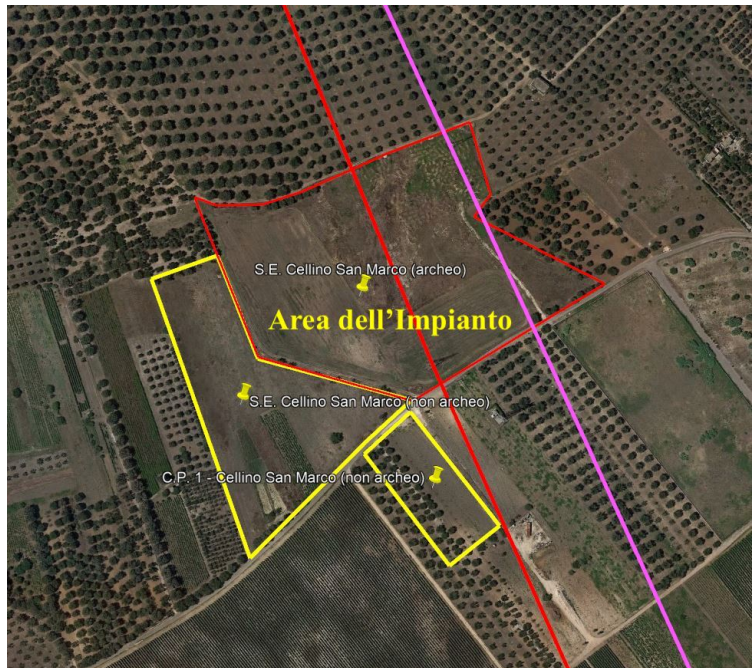 S.E. Cellino San Marco (archeo)
Area dell'Impianto
S.E. Cellino San Marco (non archeo)
C.P. 1 - Cellino San Marco (non archeo)